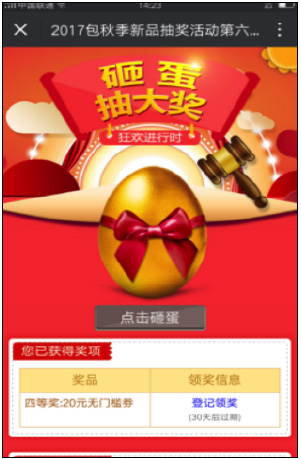 中国联通
14:23
2017包秋季新品抽奖活动第六...
砸蛋
抽大奖
狂欢进行时
点击砸蛋
您已获得奖项
奖品 领奖信息
四等奖:20元无门槛券 登记领奖
(30天后过期)